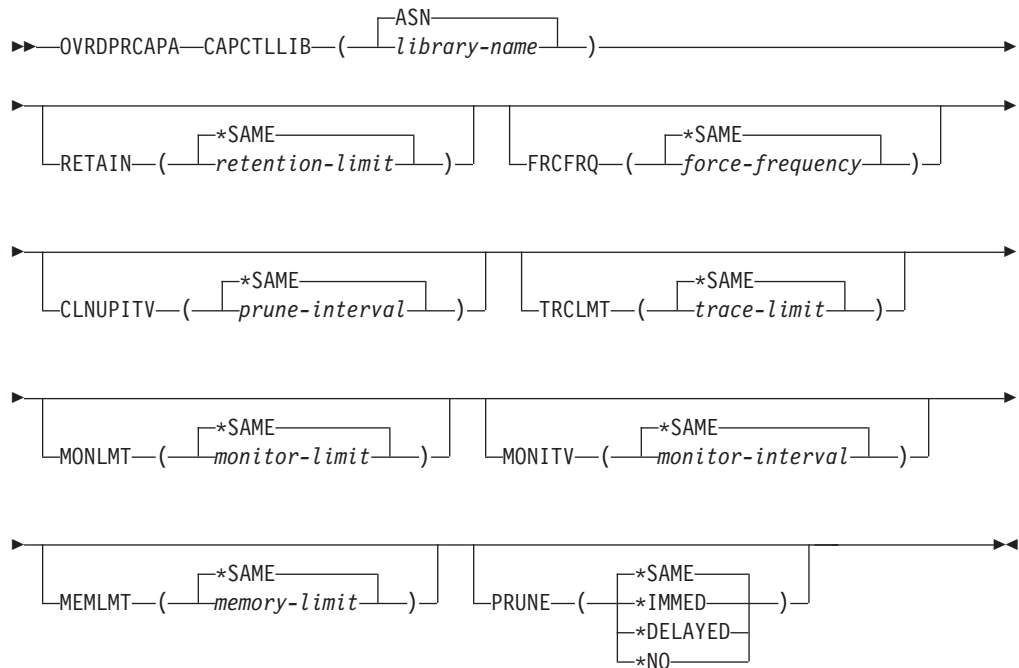 ASN
OVRDPRCAPA CAPCTLLIB ( library-name )
*SAME *SAME
RETAIN ( retention-limit ) FRCFRQ ( force-frequency )
*SAME *SAME
CLNUPITV ( prune-interval ) TRCLMT ( trace-limit )
*SAME *SAME
MONLMT ( monitor-limit ) MONITV ( monitor-interval )
*SAME *SAME
MEMLMT ( memory-limit ) PRUNE ( *IMMED )
*DELAYED
*NO